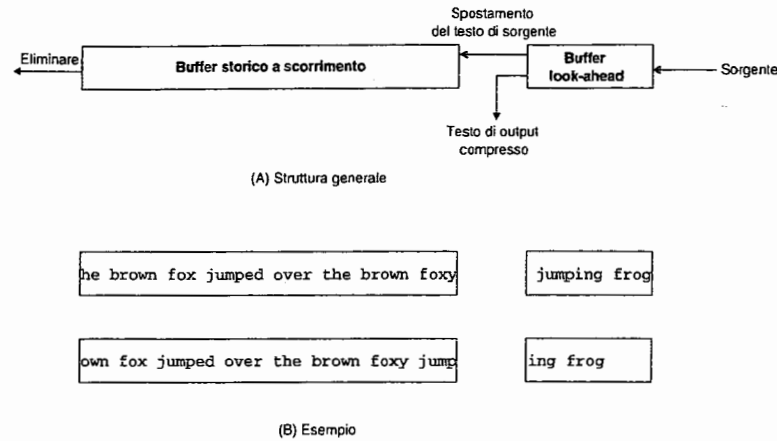 Spostamento
del testo di sorgente
Eliminare
Buffer storico a scorrimento
Buffer
look-ahead
Sorgente
Testo di output
compresso
(A) Struttura generale
he brown fox jumped over the brown foxy
jumping frog
own fox jumped over the brown foxy jump
ing frog
(B) Esempio